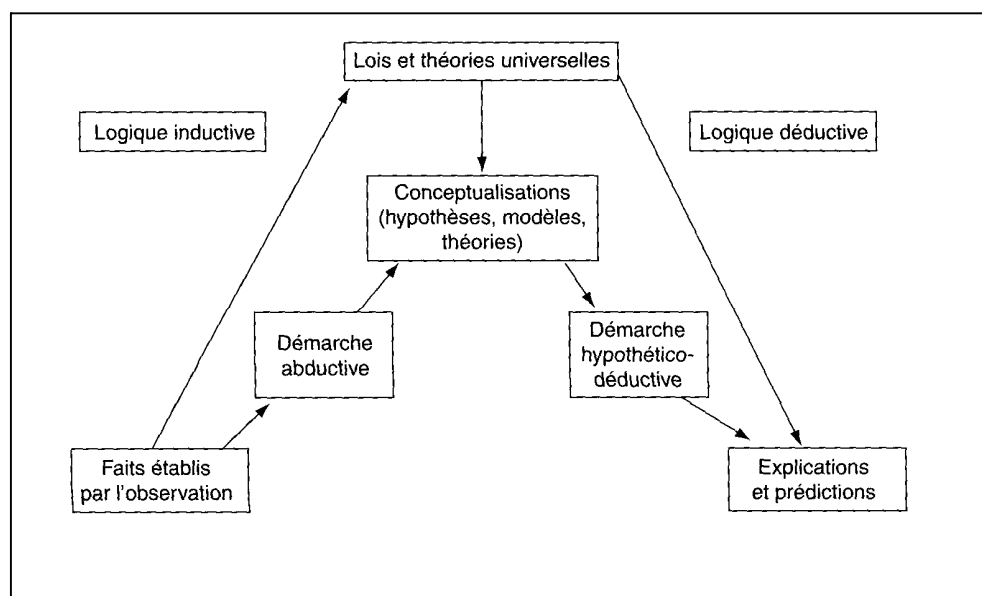 Lois et théories universelles
Logique inductive
Logique déductive
Conceptualisations
(hypothèses, modèles,
théories)
Démarche
abductive
Démarche
hypothético-
déductive
Faits établis
par l'observation
Explications
et prédictions